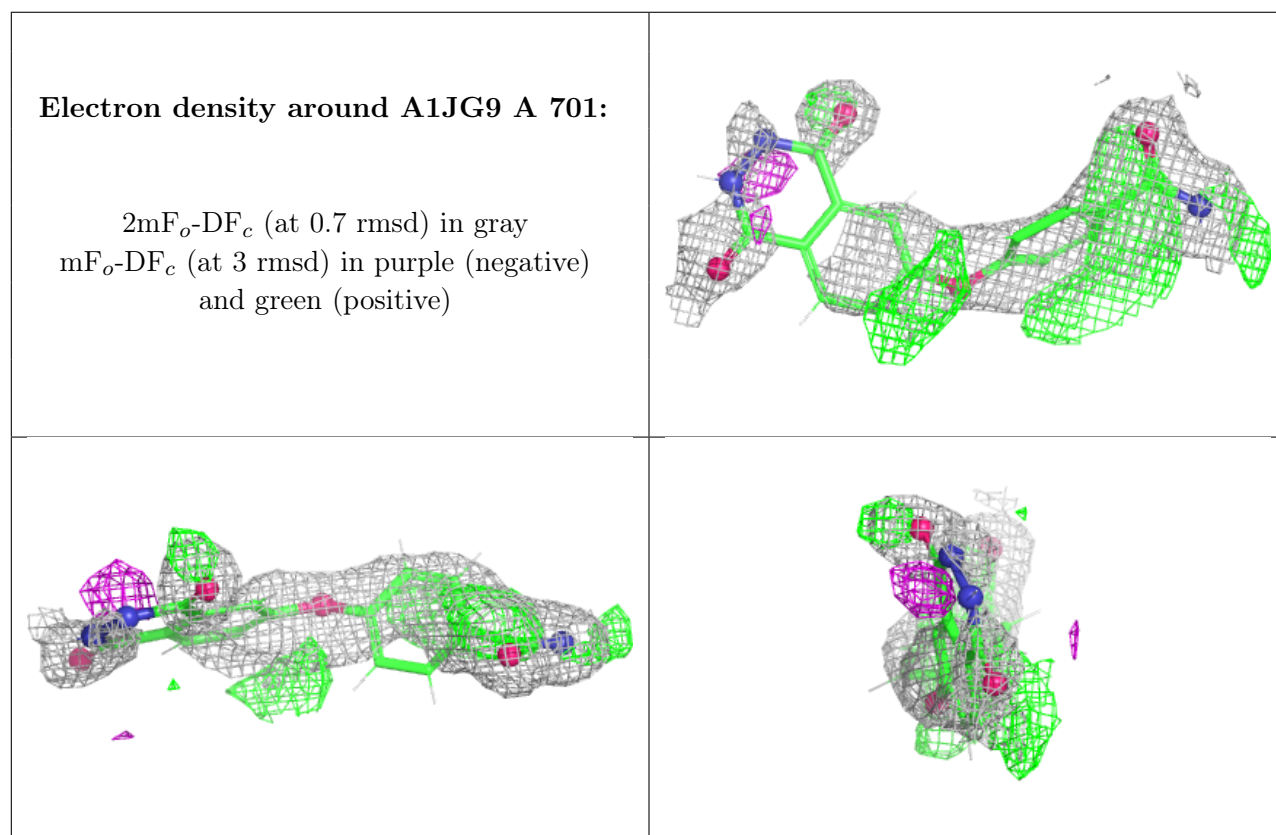 Electron density around A1JG9 A 701:
2mFo-DFc (at 0.7 rmsd) in gray
mFo-DFc (at 3 rmsd) in purple (negative)
and green (positive)